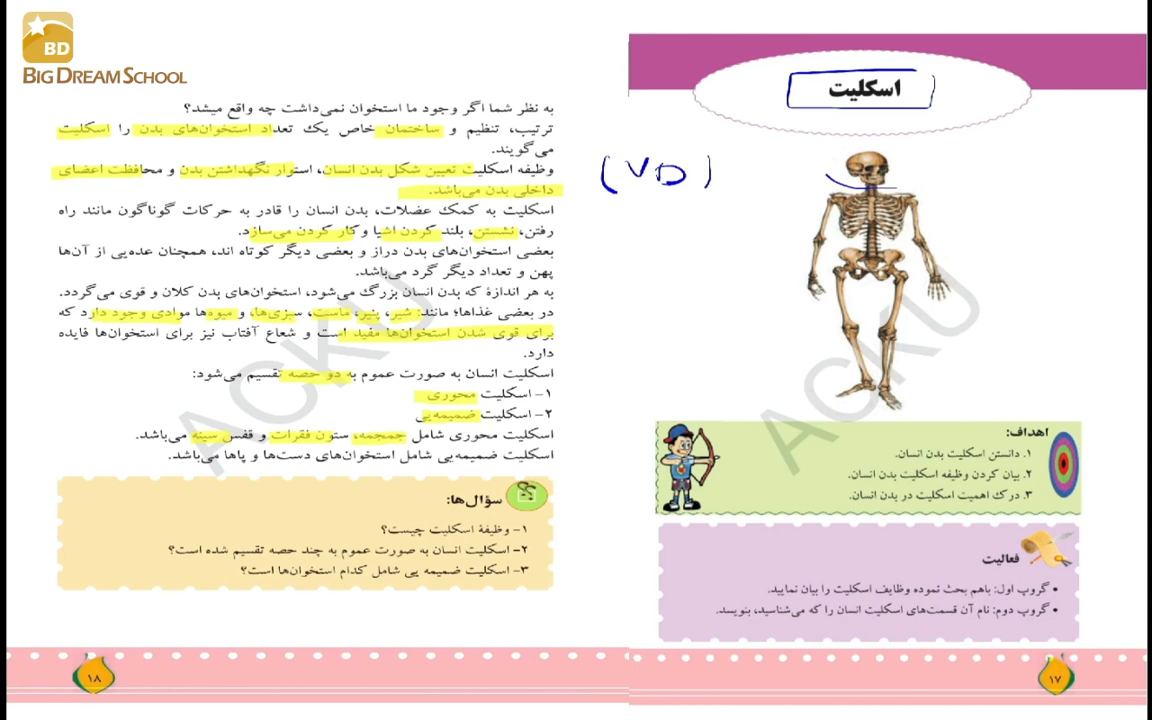 BD
BIG DREAM SCHOOL
اسکلیت
(VD)
اهداف:
۱. دانستن اسکلیت بدن انسان.
۲. بیان کردن وظیفه اسکلیت بدن انسان.
۳. درک اهمیت اسکلیت در بدن انسان.
فعالیت
• گروپ اول: باهم بحث نموده وظایف اسکلیت را بیان نمایید.
• گروپ دوم: نام آن قسمت‌های اسکلیت انسان را که می‌شناسید، بنویسد.
ACKU
۱۷
به نظر شما اگر وجود ما استخوان نمی‌داشت چه واقع میشد؟
ترتیب، تنظیم و ساختمان خاص یک تعداد استخوان‌های بدن را اسکلیت
می‌گویند.
وظیفه اسکلیت تعیین شکل بدن انسان، استوار نگهداشتن بدن و محافظت اعضای
داخلی بدن می‌باشد.
اسکلیت به کمک عضلات، بدن انسان را قادر به حرکات گوناگون مانند راه
رفتن، نشستن، بلند کردن اشیا و کار کردن می‌سازد.
بعضی استخوان‌های بدن دراز و بعضی دیگر کوتاه اند، همچنان عده‌یی از آن‌ها
پهن و تعداد دیگر گرد می‌باشد.
به هر اندازهٔ که بدن انسان بزرگ می‌شود، استخوان‌های بدن کلان و قوی می‌گردد.
در بعضی غذاها؛ مانند: شیر، پنیر، ماست، سبزی‌ها، و میوه‌ها موادی وجود دارد که
برای قوی شدن استخوان‌ها مفید است و شعاع آفتاب نیز برای استخوان‌ها فایده
دارد.
اسکلیت انسان به صورت عموم به دو حصه تقسیم می‌شود:
۱- اسکلیت محوری
۲- اسکلیت ضمیمه‌یی
اسکلیت محوری شامل جمجمه، ستون فقرات و قفس سینه می‌باشد.
اسکلیت ضمیمه‌یی شامل استخوان‌های دست‌ها و پاها می‌باشد.
سؤال‌ها:
۱- وظیفهٔ اسکلیت چیست؟
۲- اسکلیت انسان به صورت عموم به چند حصه تقسیم شده است؟
۳- اسکلیت ضمیمه یی شامل کدام استخوان‌ها است؟
ACKU
۱۸